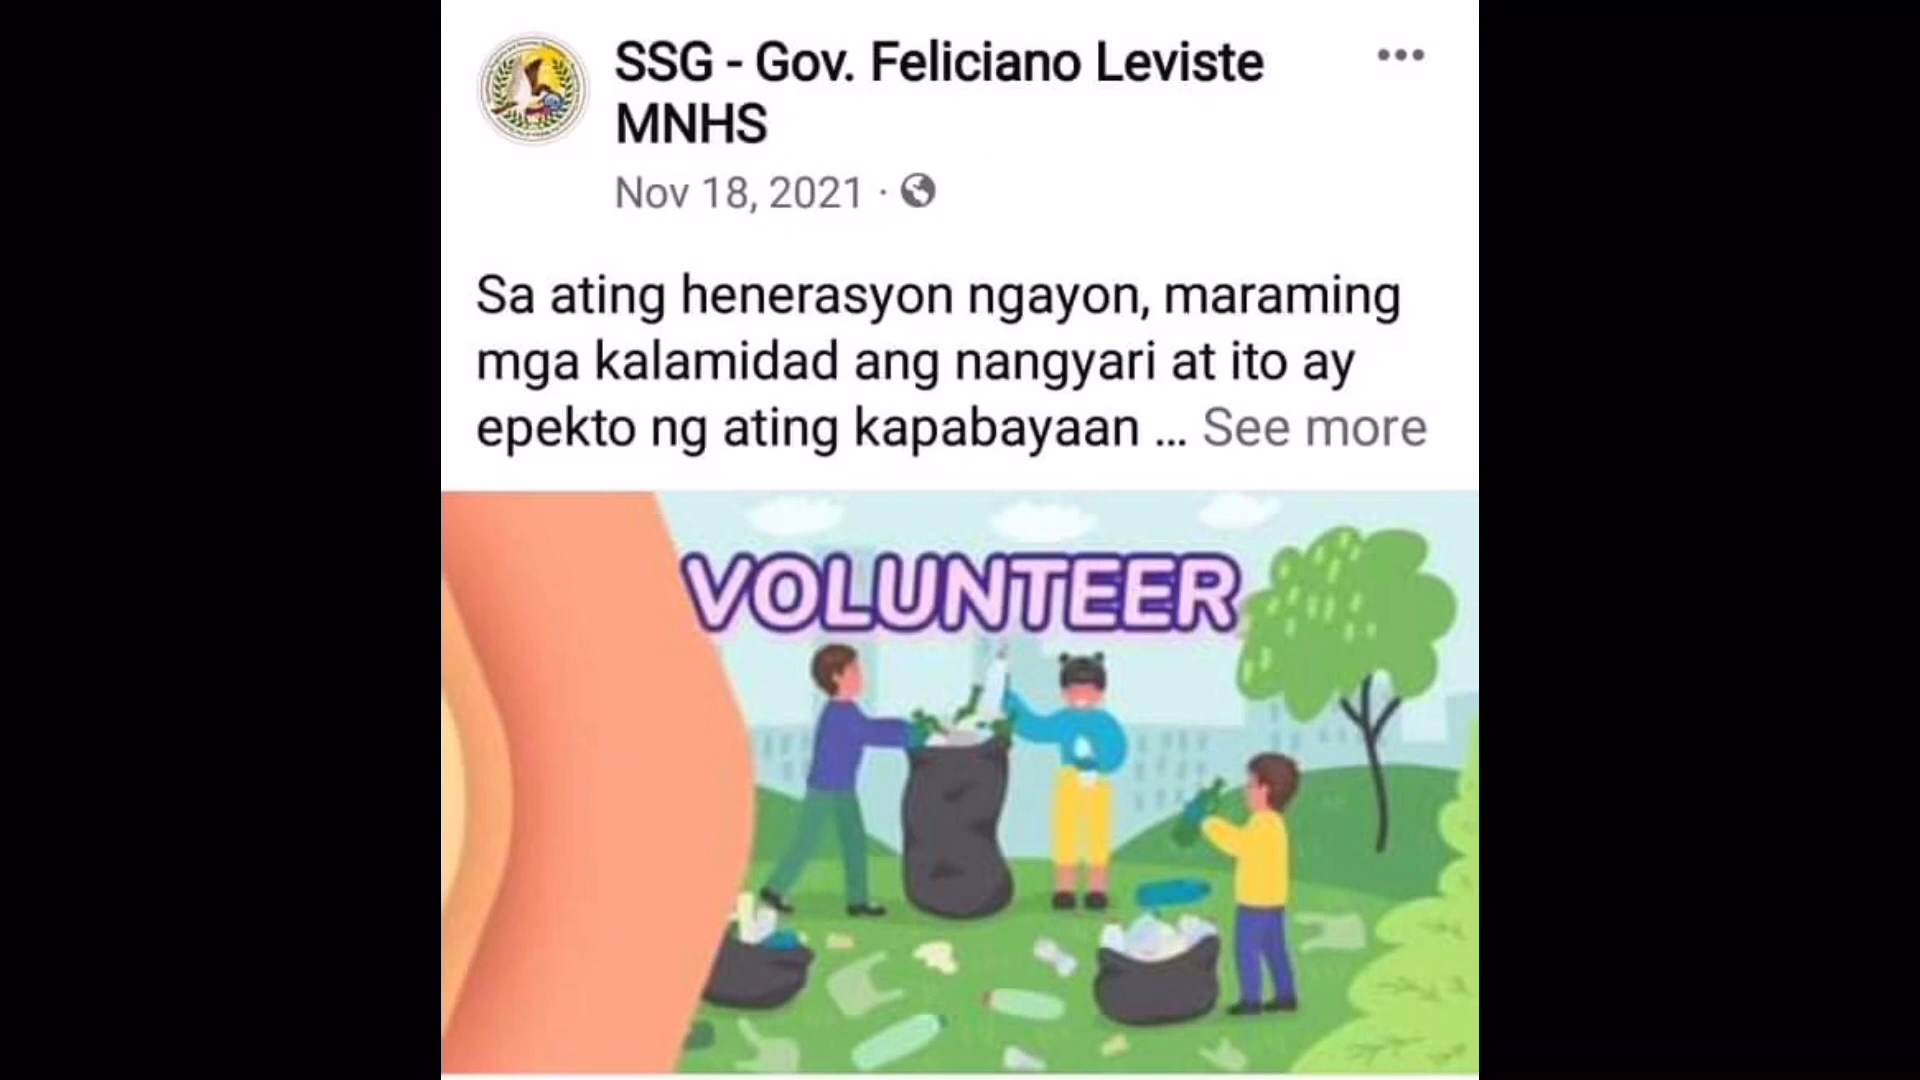 SSG - Gov. Feliciano Leviste
MNHS
Nov 18, 2021 ·
Sa ating henerasyon ngayon, maraming
mga kalamidad ang nangyari at ito ay
epekto ng ating kapabayaan ... See more
VOLUNTEER